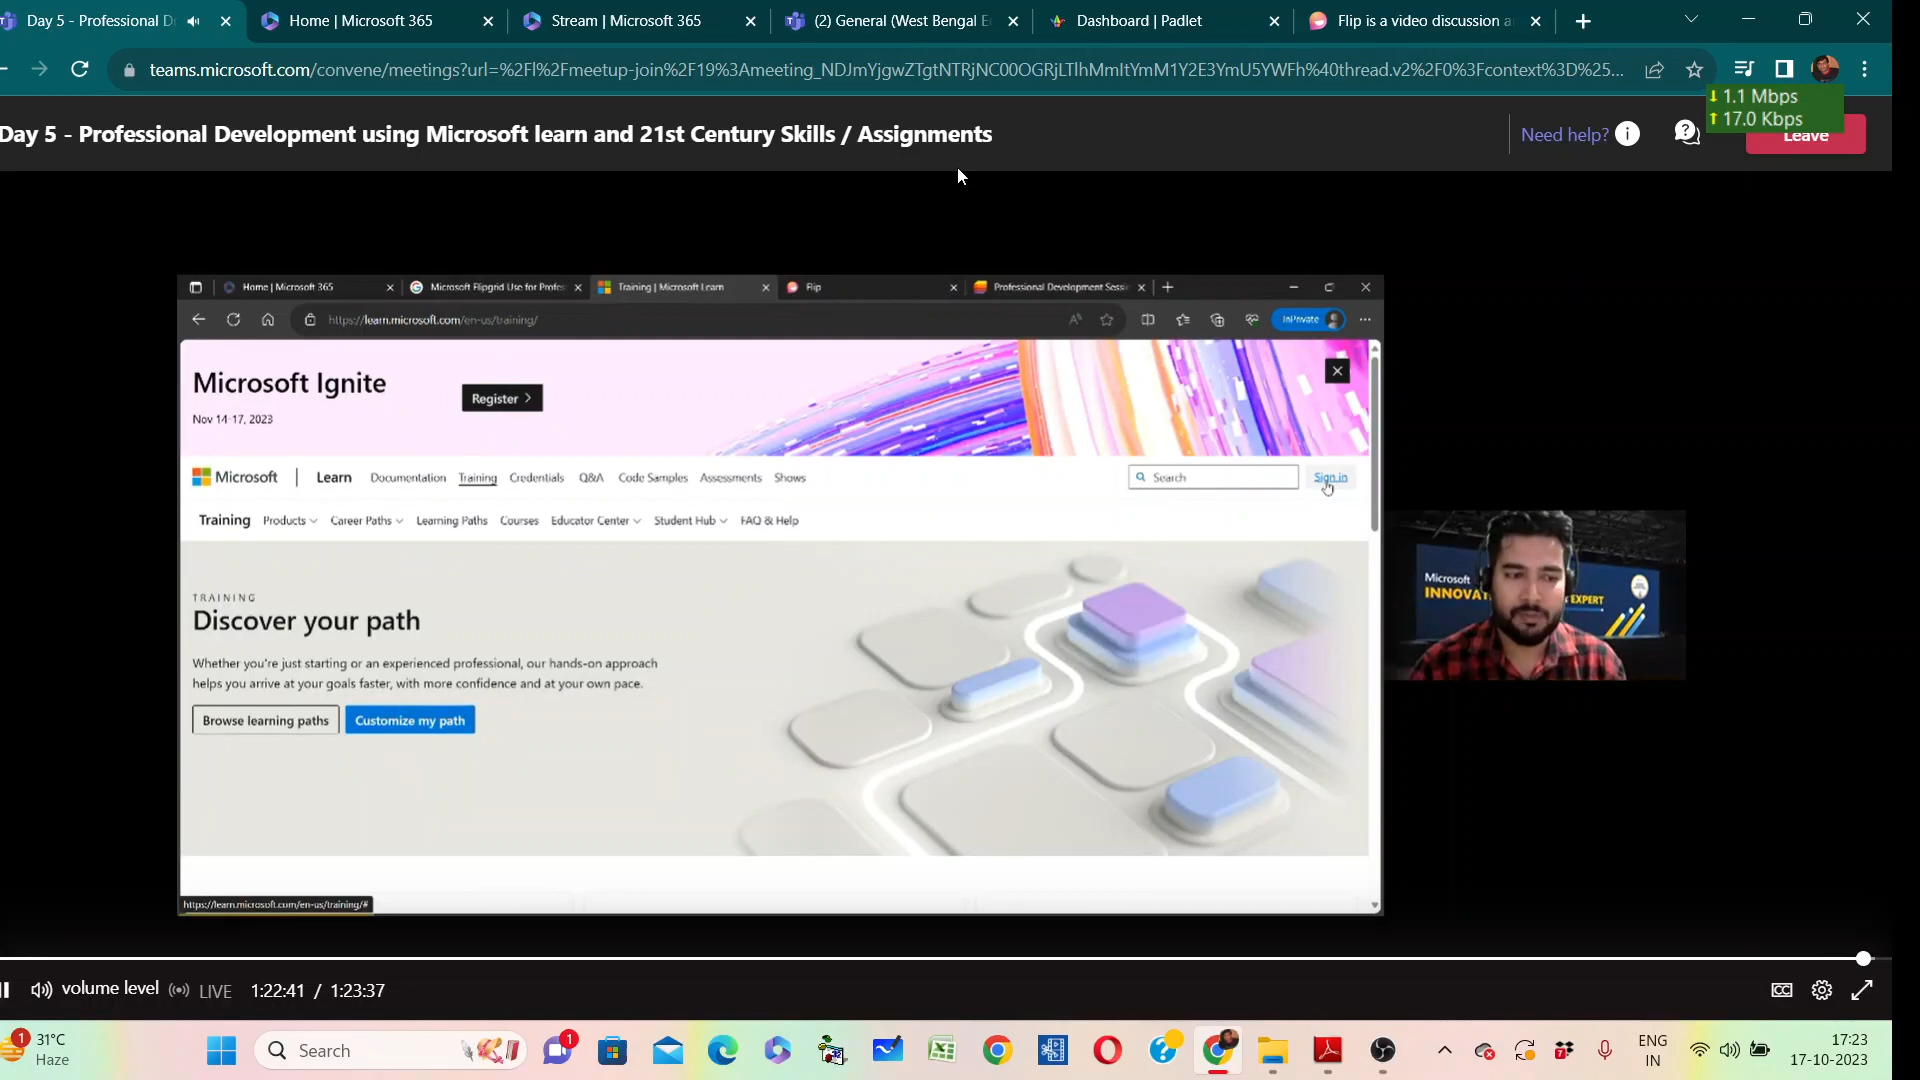 Day 5 - Professional D
Home | Microsoft 365
Stream | Microsoft 365
(2) General (West Bengal E
Dashboard | Padlet
Flip is a video discussion a
teams.microsoft.com/convene/meetings?url=%2Fl%2Fmeetup-join%2F19%3Ameeting_NDJmYjgwZTgtNTRjNC00OGRjLTlhMmItYmM1Y2E3YmU5YWFh%40thread.v2%2F0%3Fcontext%3D%25...
1.1 Mbps
17.0 Kbps
Day 5 - Professional Development using Microsoft learn and 21st Century Skills / Assignments
Need help?
Leave
Home | Microsoft 365
Microsoft Flipgrid Use for Profes
Training | Microsoft Learn
Flip
Professional Development Sessi
https://learn.microsoft.com/en-us/training/
InPrivate
Microsoft Ignite
Register >
Nov 14-17, 2023
Microsoft | Learn Documentation Training Credentials Q&A Code Samples Assessments Shows
Search
Sign in
Training Products Career Paths Learning Paths Courses Educator Center Student Hub FAQ & Help
TRAINING
Discover your path
Whether you're just starting or an experienced professional, our hands-on approach
helps you arrive at your goals faster, with more confidence and at your own pace.
Browse learning paths
Customize my path
Microsoft
INNOVAT EXPERT
https://learn.microsoft.com/en-us/training/#
volume level
LIVE
1:22:41 / 1:23:37
CC
1
31°C
Haze
Search
1
7
ENG
IN
17:23
17-10-2023